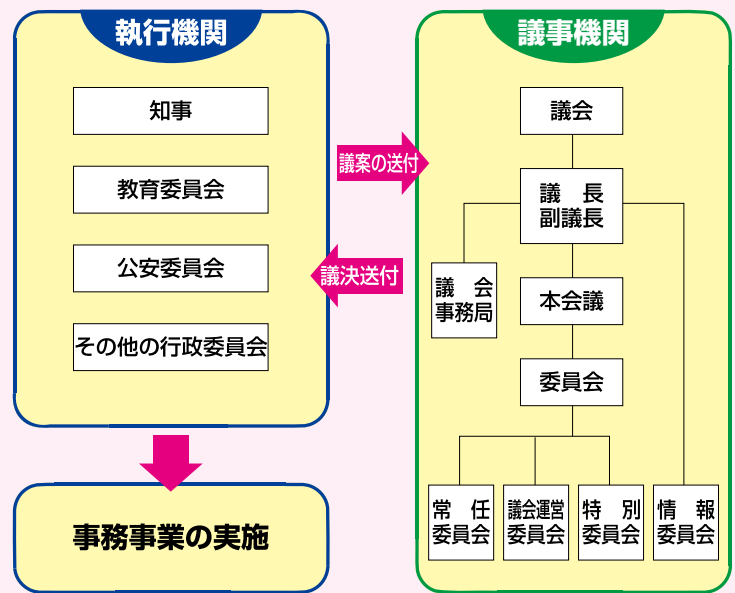 執行機関
知事
教育委員会
公安委員会
その他の行政委員会
事務事業の実施
議案の送付
議決送付
議事機関
議会
議　長
副議長
議　会
事務局
本会議
委員会
常　任
委員会
議会運営
委員会
特　別
委員会
情　報
委員会